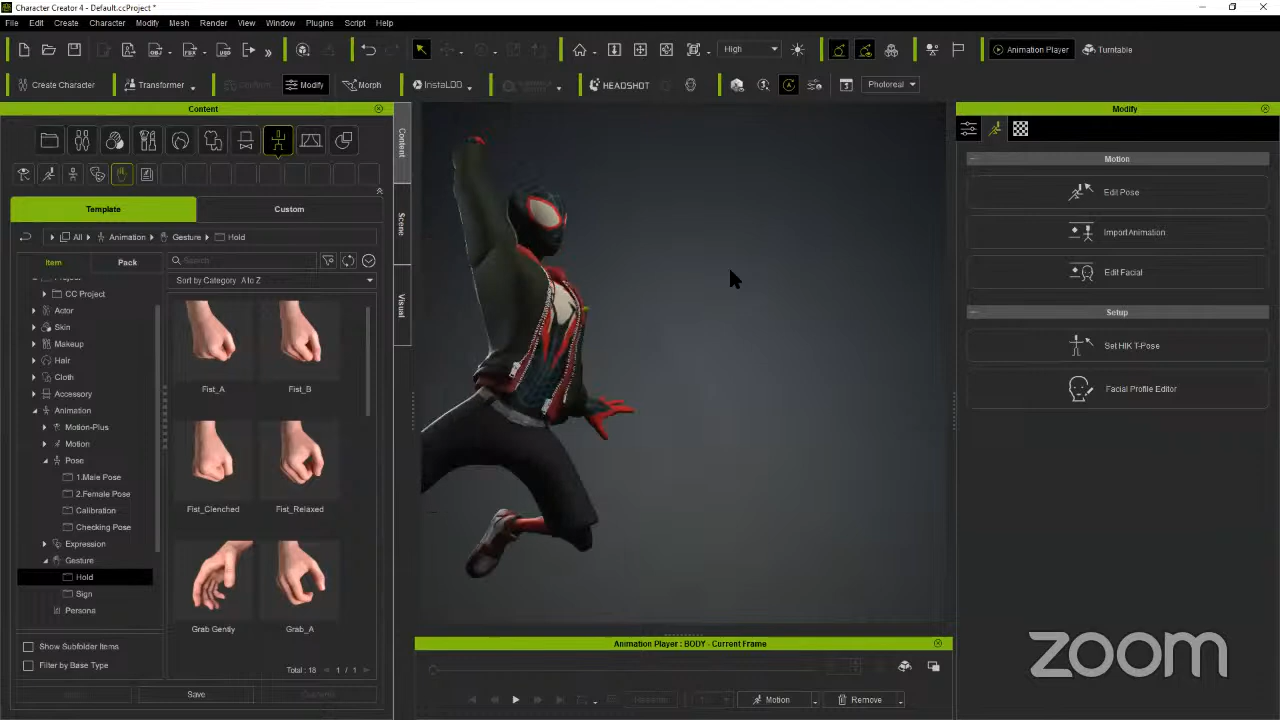 Character Creator 4 - Default.ccProject *
File Edit Create Character Modify Mesh Render View Window Plugins Script Help
High Animation Player Turntable
Create Character Transformer Modify Morph InstaLOD HEADSHOT Photoreal
Content
Content
Scene
Visual
Template Custom
All Animation Gesture Hold
Item Pack
Search
Sort by Category A to Z
CC Project
Actor
Skin
Makeup
Hair
Cloth
Accessory
Animation
Motion-Plus
Motion
Pose
1.Male Pose
2.Female Pose
Calibration
Checking Pose
Expression
Gesture
Hold
Sign
Persona
Fist_A Fist_B
Fist_Clenched Fist_Relaxed
Grab Gently Grab_A
Show Subfolder Items
Filter by Base Type
Total : 18 1 / 1
Save
Animation Player : BODY - Current Frame
Motion Remove
Modify
Motion
Edit Pose
Import Animation
Edit Facial
Setup
Set HIK T-Pose
Facial Profile Editor
zoom